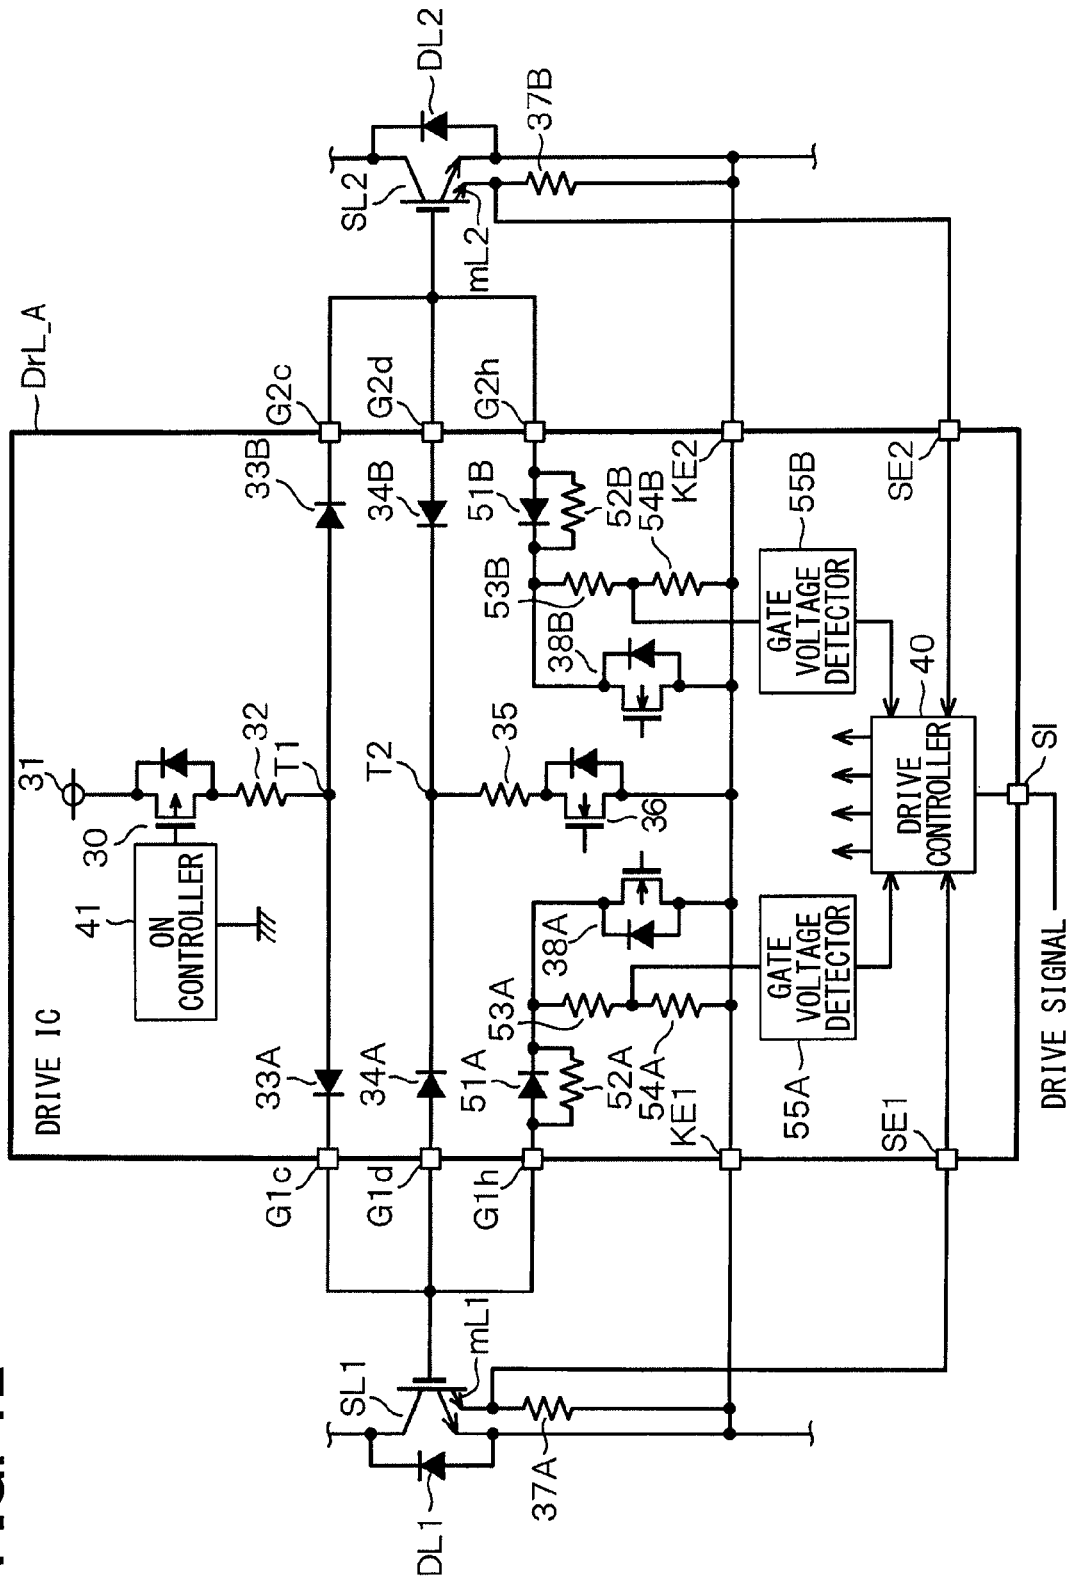 DrL_A
DRIVE IC
41
ON
CONTROLLER
30
31
32
T1
33A
33B
G1c
G2c
34A
34B
T2
G1d
G2d
35
36
51A
51B
G1h
G2h
52A
52B
53A
53B
54A
54B
38A
38B
SL1
SL2
mL1
mL2
DL1
DL2
37A
37B
KE1
KE2
55A
GATE
VOLTAGE
DETECTOR
55B
GATE
VOLTAGE
DETECTOR
40
DRIVE
CONTROLLER
SE1
SE2
SI
DRIVE SIGNAL